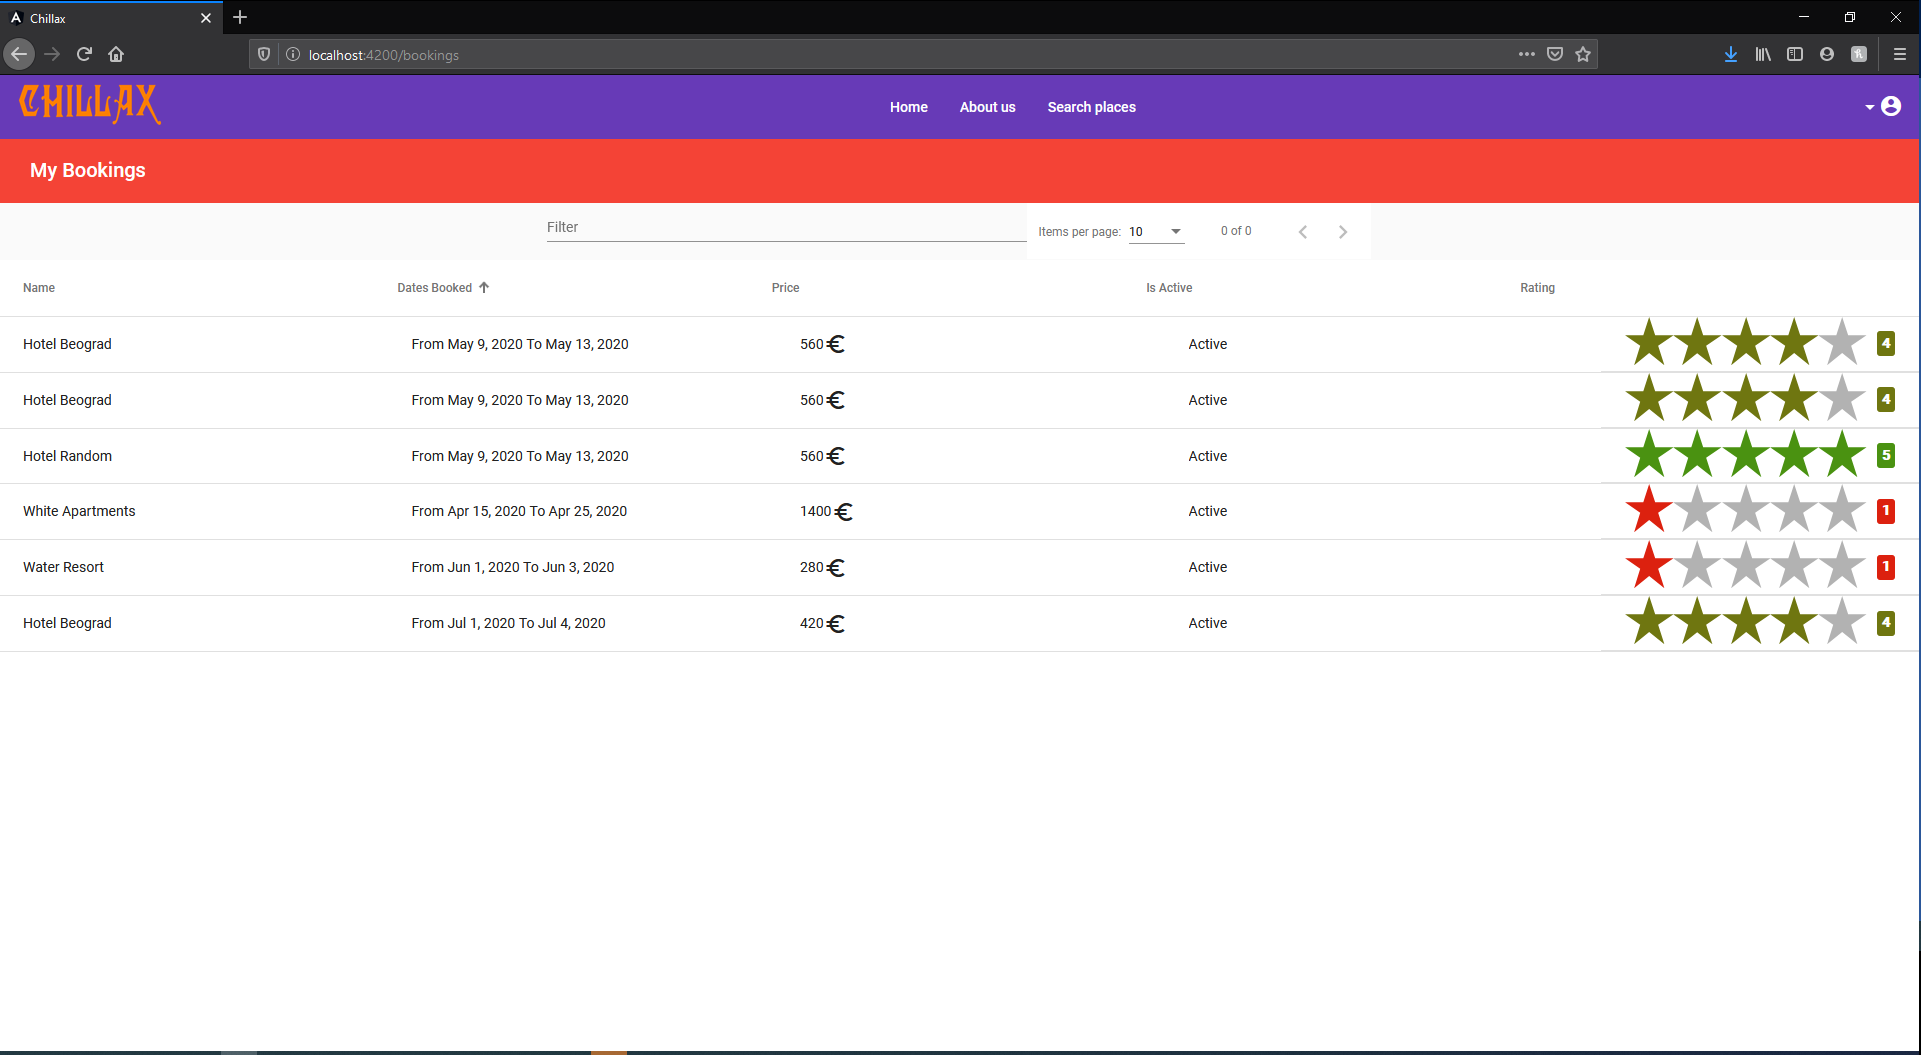 Chillax
localhost:4200/bookings
CHILLAX
Home About us Search places
My Bookings
Filter
Items per page: 10 0 of 0
Name Dates Booked Price Is Active Rating
Hotel Beograd From May 9, 2020 To May 13, 2020 560€ Active 4
Hotel Beograd From May 9, 2020 To May 13, 2020 560€ Active 4
Hotel Random From May 9, 2020 To May 13, 2020 560€ Active 5
White Apartments From Apr 15, 2020 To Apr 25, 2020 1400€ Active 1
Water Resort From Jun 1, 2020 To Jun 3, 2020 280€ Active 1
Hotel Beograd From Jul 1, 2020 To Jul 4, 2020 420€ Active 4